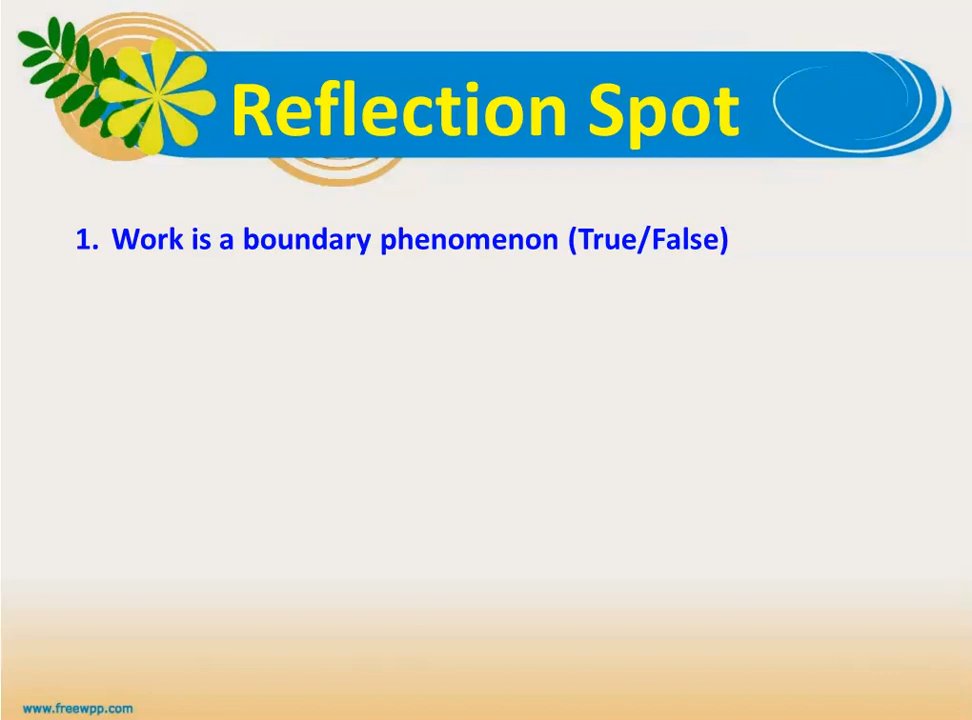 Reflection Spot
1. Work is a boundary phenomenon (True/False)
www.freewpp.com